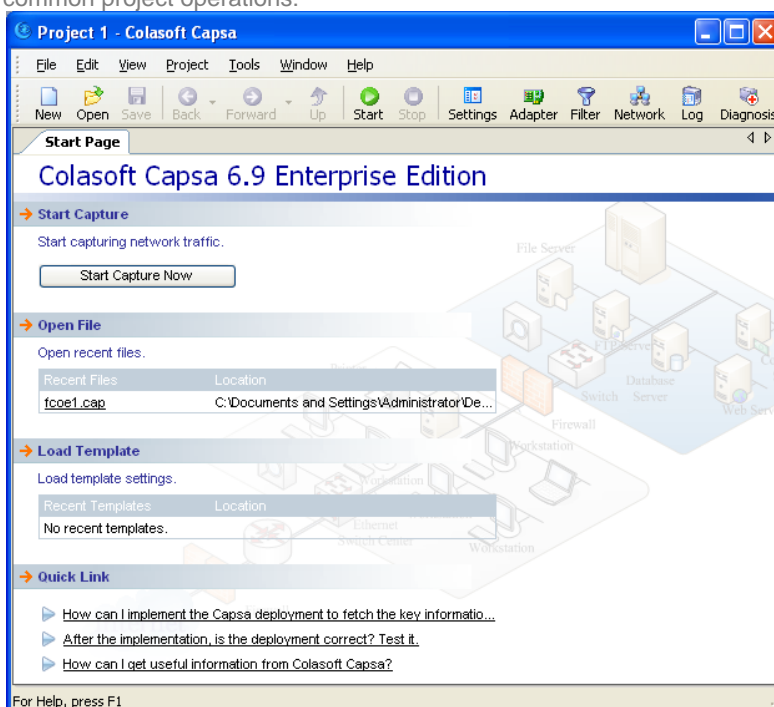 common project operations.
Project 1 - Colasoft Capsa
File Edit View Project Tools Window Help
New Open Save Back Forward Up Start Stop Settings Adapter Filter Network Log Diagnosis
Start Page
Colasoft Capsa 6.9 Enterprise Edition
Start Capture
Start capturing network traffic.
File Server
Start Capture Now
Open File
Open recent files.
FTP Server
Recent Files Location
Database
Switch Server
fcoe1.cap C:\Documents and Settings\Administrator\De...
Web Serv
Firewall
Load Template
Workstation
Load template settings.
Workstation
Recent Templates Location
No recent templates.
Ethernet
Switch Center
Workstation
Quick Link
How can I implement the Capsa deployment to fetch the key informatio...
After the implementation, is the deployment correct? Test it.
How can I get useful information from Colasoft Capsa?
For Help, press F1